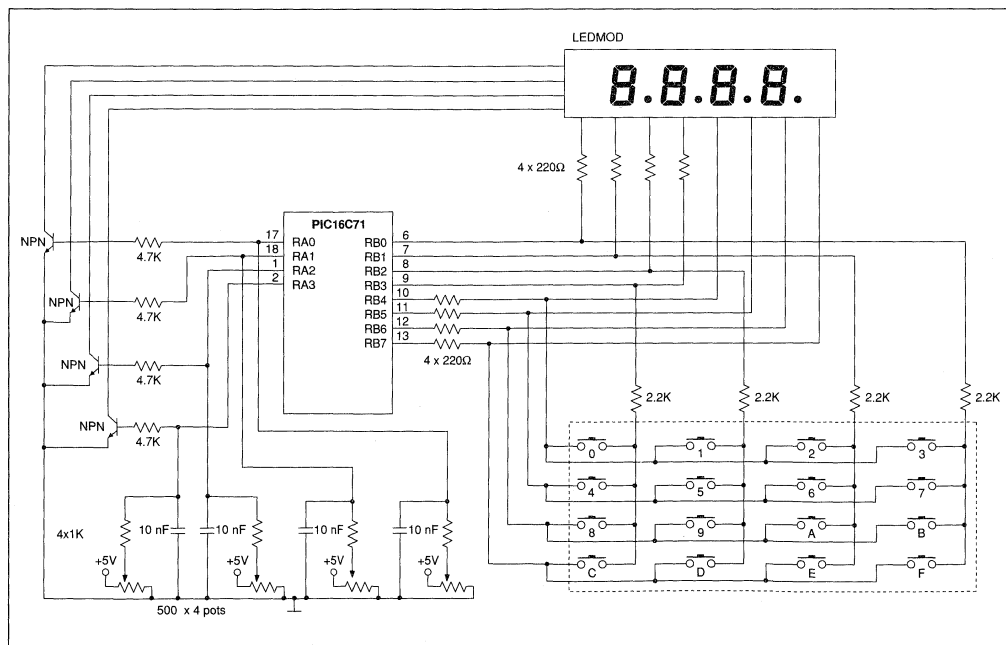 LEDMOD
8.8.8.8.
4 x 220Ω
PIC16C71
NPN
4.7K
17 RA0
18 RA1
1 RA2
2 RA3
RB0 6
RB1 7
RB2 8
RB3 9
RB4 10
RB5 11
RB6 12
RB7 13
4 x 220Ω
NPN
4.7K
NPN
4.7K
NPN
4.7K
2.2K
2.2K
2.2K
2.2K
0 1 2 3
4 5 6 7
8 9 A B
C D E F
4x1K
10 nF
10 nF
10 nF
10 nF
+5V
+5V
+5V
+5V
500 x 4 pots